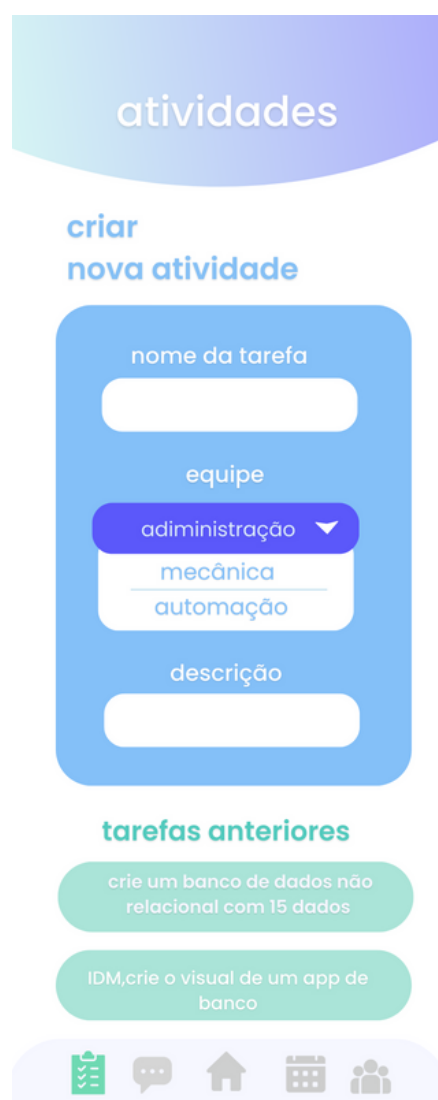 atividades
criar
nova atividade
nome da tarefa
equipe
adiministração
mecânica
automação
descrição
tarefas anteriores
crie um banco de dados não
relacional com 15 dados
IDM,crie o visual de um app de
banco